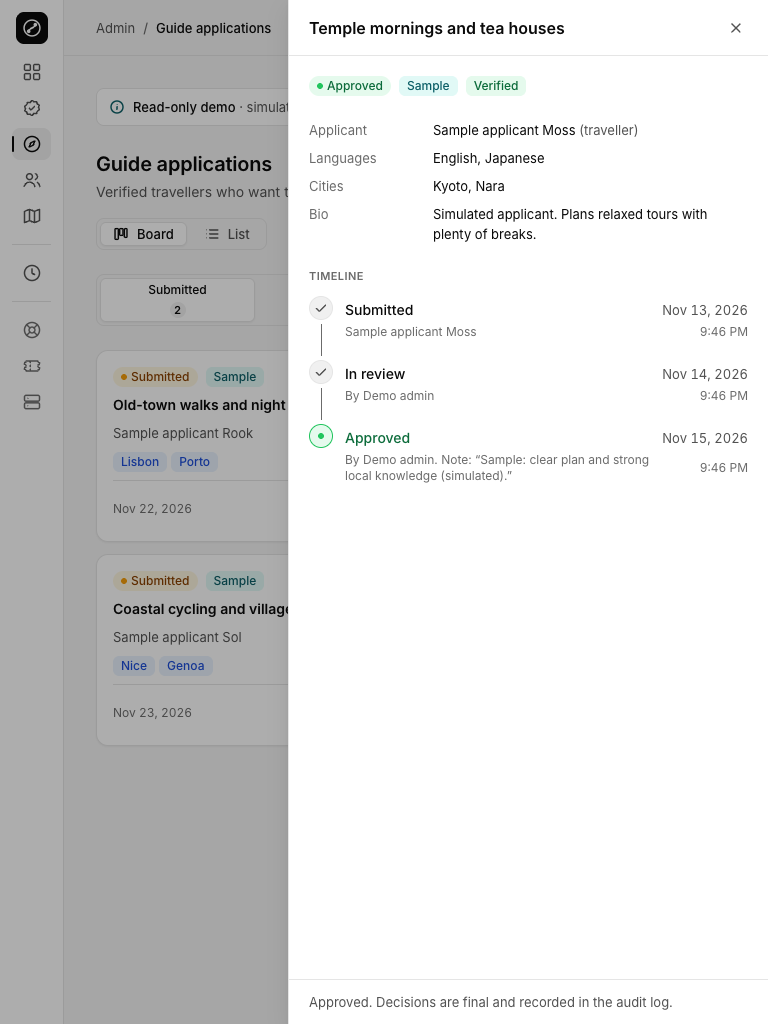 Admin / Guide applications
Read-only demo · simulat
Guide applications
Verified travellers who want t
Board
List
Submitted
2
Submitted
Sample
Old-town walks and night
Sample applicant Rook
Lisbon
Porto
Nov 22, 2026
Submitted
Sample
Coastal cycling and village
Sample applicant Sol
Nice
Genoa
Nov 23, 2026
Temple mornings and tea houses
Approved
Sample
Verified
Applicant
Sample applicant Moss (traveller)
Languages
English, Japanese
Cities
Kyoto, Nara
Bio
Simulated applicant. Plans relaxed tours with
plenty of breaks.
TIMELINE
Submitted
Nov 13, 2026
Sample applicant Moss
9:46 PM
In review
Nov 14, 2026
By Demo admin
9:46 PM
Approved
Nov 15, 2026
By Demo admin. Note: “Sample: clear plan and strong
local knowledge (simulated).”
9:46 PM
Approved. Decisions are final and recorded in the audit log.